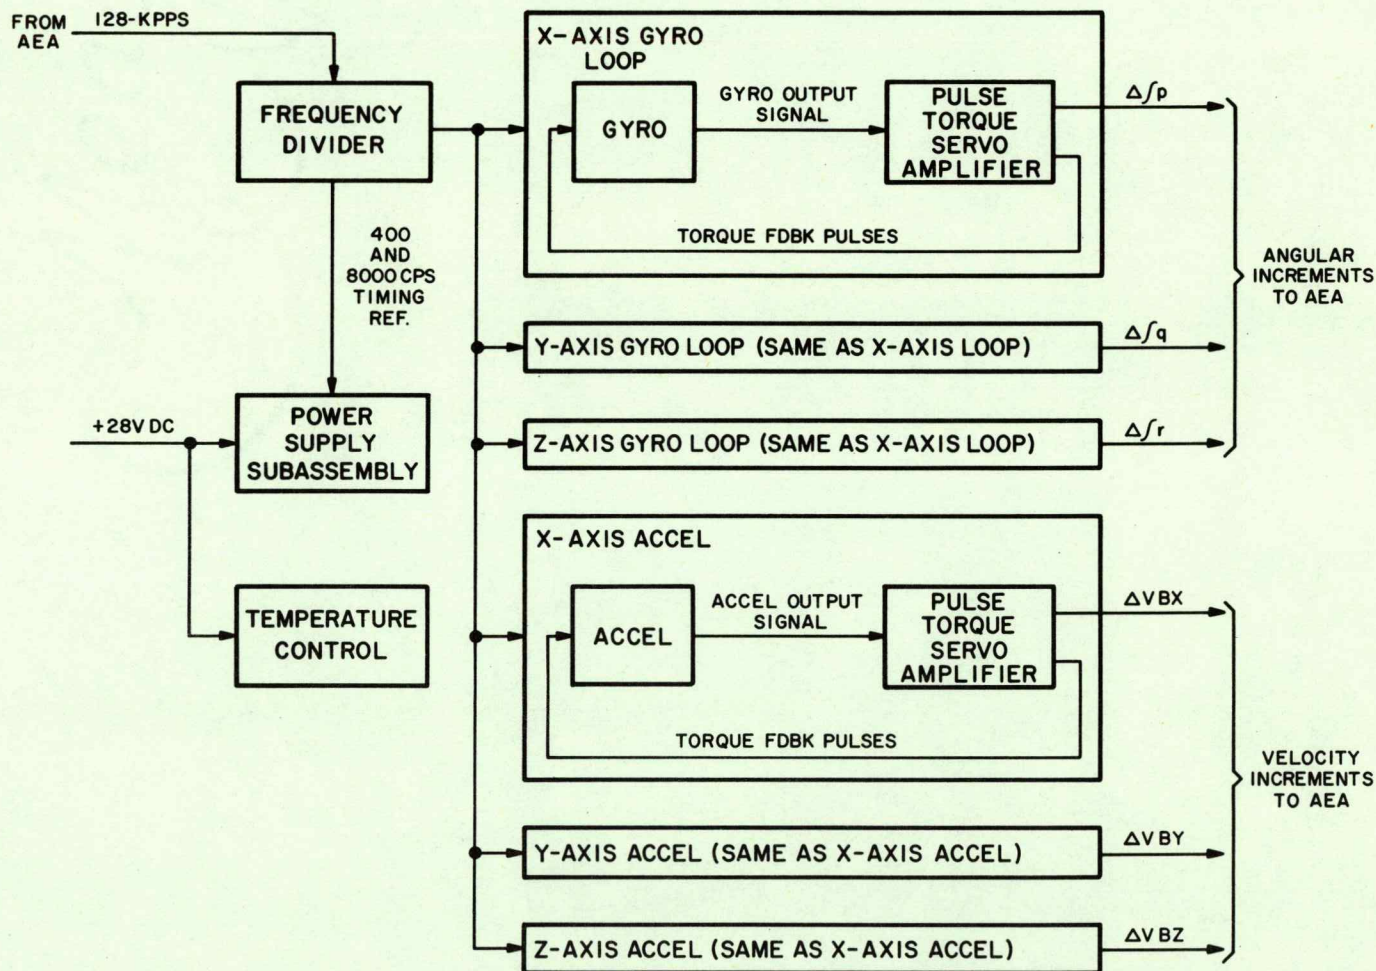 FROM
AEA
128-KPPS
FREQUENCY
DIVIDER
400
AND
8000 CPS
TIMING
REF.
+28V DC
POWER
SUPPLY
SUBASSEMBLY
TEMPERATURE
CONTROL
X-AXIS GYRO
LOOP
GYRO
GYRO OUTPUT
SIGNAL
PULSE
TORQUE
SERVO
AMPLIFIER
TORQUE FDBK PULSES
Δ∫p
Y-AXIS GYRO LOOP (SAME AS X-AXIS LOOP)
Δ∫q
Z-AXIS GYRO LOOP (SAME AS X-AXIS LOOP)
Δ∫r
ANGULAR
INCREMENTS
TO AEA
X-AXIS ACCEL
ACCEL
ACCEL OUTPUT
SIGNAL
PULSE
TORQUE
SERVO
AMPLIFIER
TORQUE FDBK PULSES
ΔVBX
Y-AXIS ACCEL (SAME AS X-AXIS ACCEL)
ΔVBY
Z-AXIS ACCEL (SAME AS X-AXIS ACCEL)
ΔVBZ
VELOCITY
INCREMENTS
TO AEA